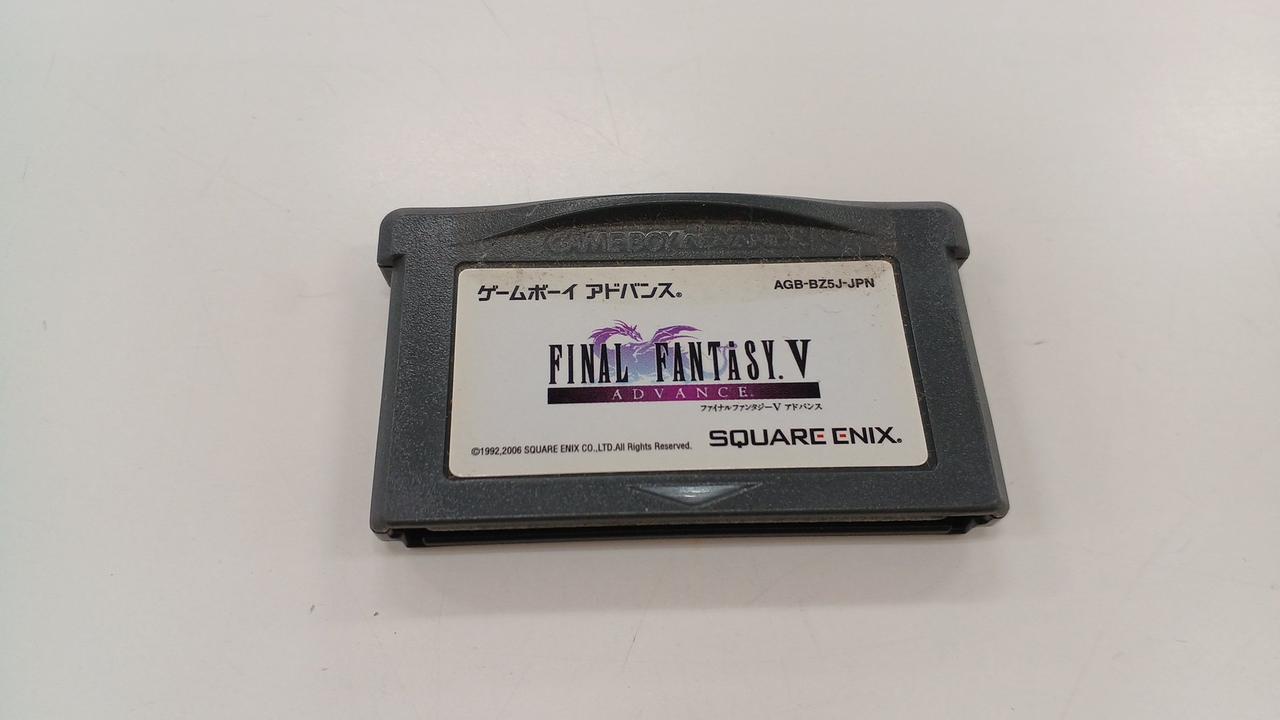 GAME BOY ADVANCE
ゲームボーイ アドバンス®
AGB-BZ5J-JPN
FINAL FANTASY. V
ADVANCE
ファイナルファンタジーV アドバンス
©1992,2006 SQUARE ENIX CO.,LTD.All Rights Reserved.
SQUARE ENIX®